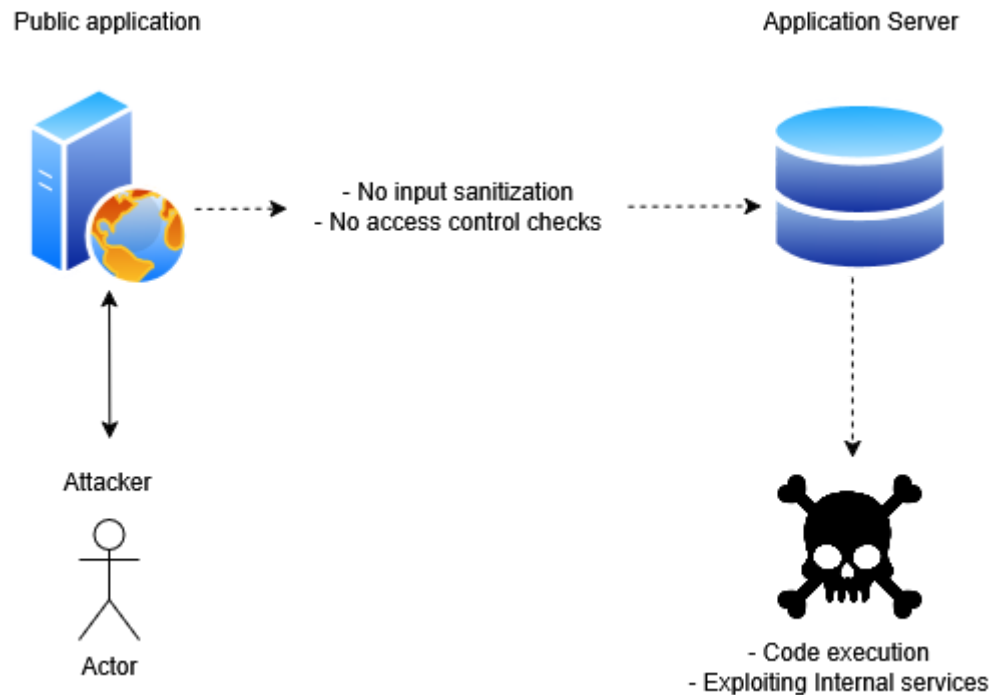 Public application
Application Server
- No input sanitization
- No access control checks
Attacker
Actor
- Code execution
- Exploiting Internal services